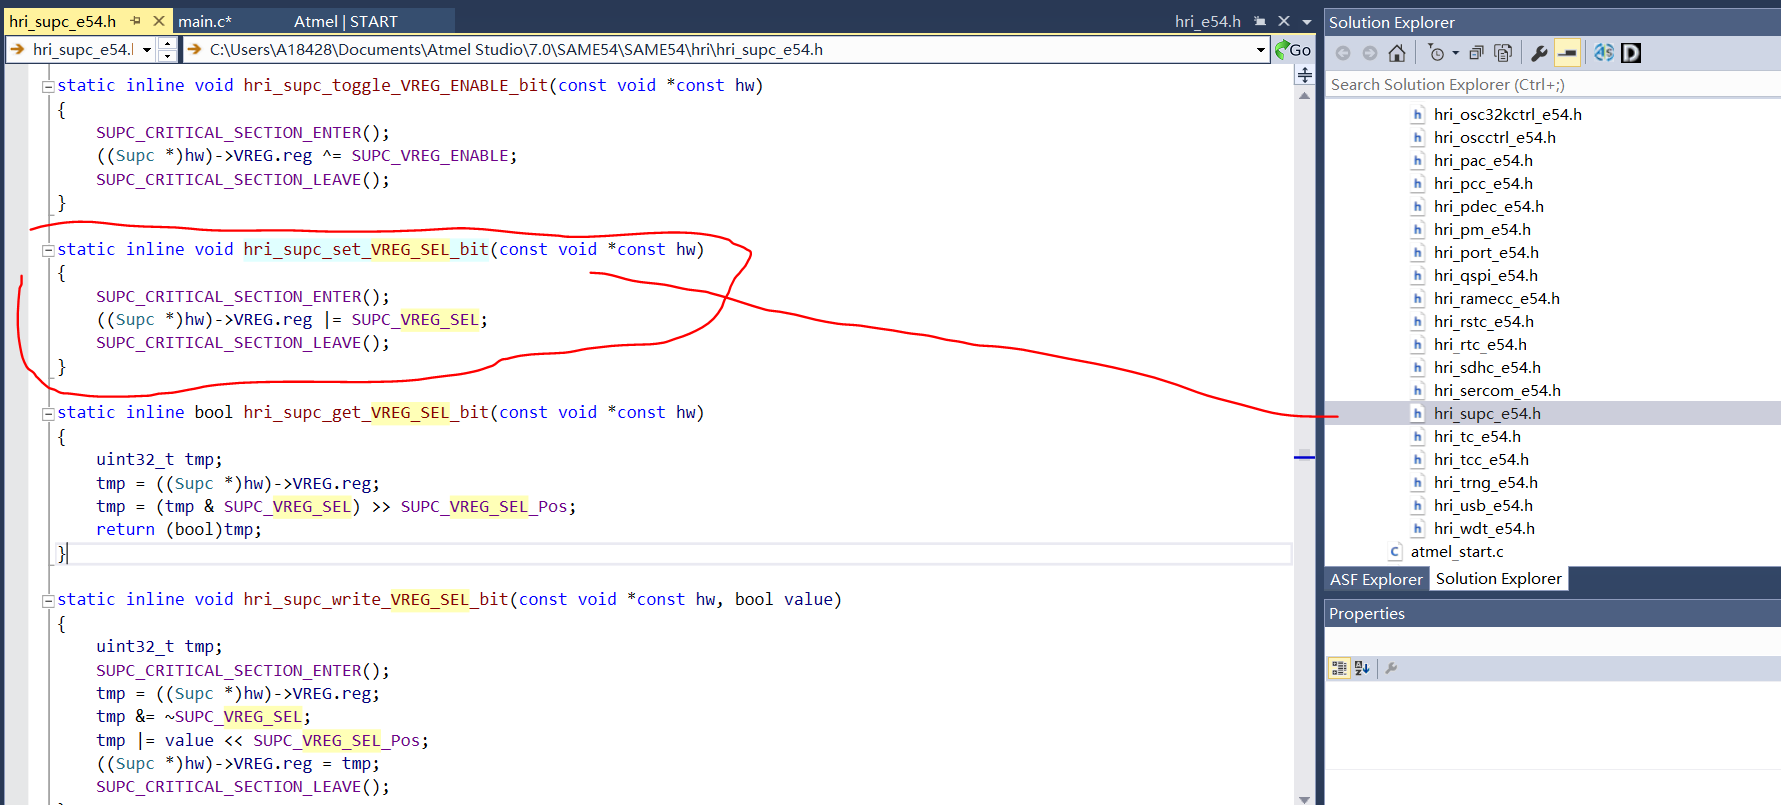 hri_supc_e54.h
main.c*
Atmel | START
hri_e54.h
hri_supc_e54.l
C:\Users\A18428\Documents\Atmel Studio\7.0\SAME54\SAME54\hri\hri_supc_e54.h
Go
static inline void hri_supc_toggle_VREG_ENABLE_bit(const void *const hw)
{
SUPC_CRITICAL_SECTION_ENTER();
((Supc *)hw)->VREG.reg ^= SUPC_VREG_ENABLE;
SUPC_CRITICAL_SECTION_LEAVE();
}
static inline void hri_supc_set_VREG_SEL_bit(const void *const hw)
{
SUPC_CRITICAL_SECTION_ENTER();
((Supc *)hw)->VREG.reg |= SUPC_VREG_SEL;
SUPC_CRITICAL_SECTION_LEAVE();
}
static inline bool hri_supc_get_VREG_SEL_bit(const void *const hw)
{
uint32_t tmp;
tmp = ((Supc *)hw)->VREG.reg;
tmp = (tmp & SUPC_VREG_SEL) >> SUPC_VREG_SEL_Pos;
return (bool)tmp;
}
static inline void hri_supc_write_VREG_SEL_bit(const void *const hw, bool value)
{
uint32_t tmp;
SUPC_CRITICAL_SECTION_ENTER();
tmp = ((Supc *)hw)->VREG.reg;
tmp &= ~SUPC_VREG_SEL;
tmp |= value << SUPC_VREG_SEL_Pos;
((Supc *)hw)->VREG.reg = tmp;
SUPC_CRITICAL_SECTION_LEAVE();
Solution Explorer
Search Solution Explorer (Ctrl+;)
hri_osc32kctrl_e54.h
hri_oscctrl_e54.h
hri_pac_e54.h
hri_pcc_e54.h
hri_pdec_e54.h
hri_pm_e54.h
hri_port_e54.h
hri_qspi_e54.h
hri_ramecc_e54.h
hri_rstc_e54.h
hri_rtc_e54.h
hri_sdhc_e54.h
hri_sercom_e54.h
hri_supc_e54.h
hri_tc_e54.h
hri_tcc_e54.h
hri_trng_e54.h
hri_usb_e54.h
hri_wdt_e54.h
atmel_start.c
ASF Explorer
Solution Explorer
Properties